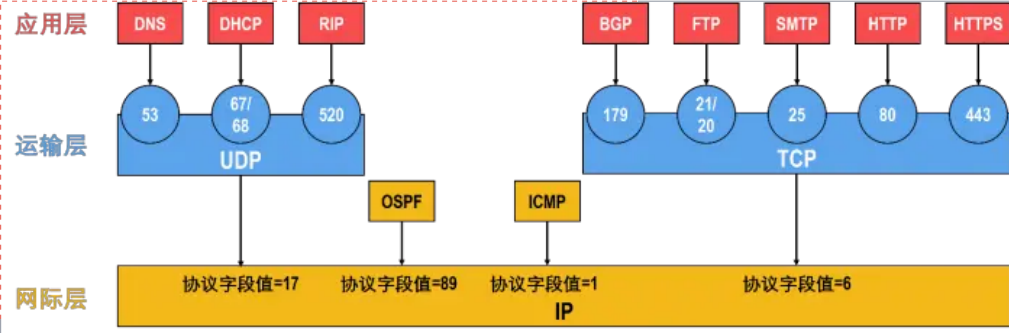 应用层 DNS DHCP RIP BGP FTP SMTP HTTP HTTPS
53 67/68 520 179 21/20 25 80 443
运输层 UDP TCP
OSPF ICMP
协议字段值=17 协议字段值=89 协议字段值=1 协议字段值=6
网际层 IP